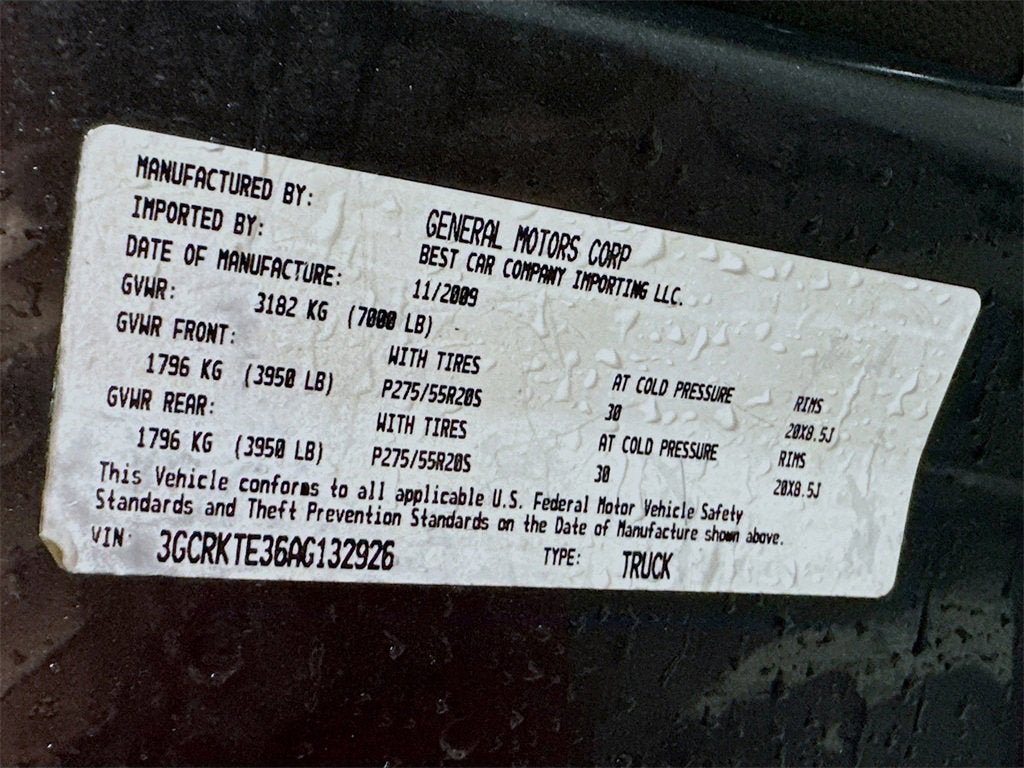 MANUFACTURED BY: GENERAL MOTORS CORP
IMPORTED BY: BEST CAR COMPANY IMPORTING LLC.
DATE OF MANUFACTURE: 11/2009
GVWR: 3182 KG (7000 LB)
GVWR FRONT: WITH TIRES AT COLD PRESSURE RIMS
1796 KG (3950 LB) P275/55R20S 30 20X8.5J
GVWR REAR: WITH TIRES AT COLD PRESSURE RIMS
1796 KG (3950 LB) P275/55R20S 30 20X8.5J
This Vehicle conforms to all applicable U.S. Federal Motor Vehicle Safety
Standards and Theft Prevention Standards on the Date of Manufacture shown above.
VIN: 3GCRKTE36AG132926 TYPE: TRUCK